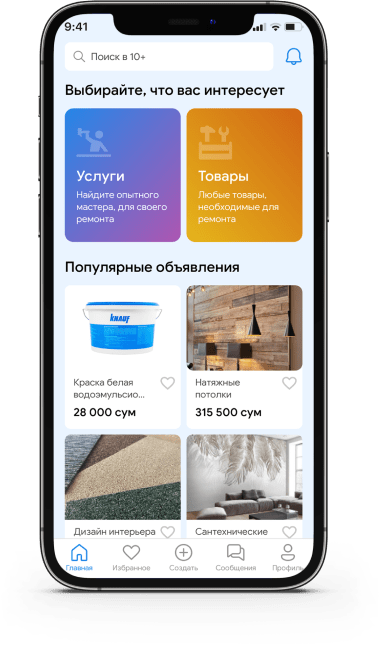 9:41
Поиск в 10+
Выбирайте, что вас интересует
Услуги
Найдите опытного
мастера, для своего
ремонта
Товары
Любые товары,
необходимые для
ремонта
Популярные объявления
KNAUF
Краска белая
водоэмульсио...
28 000 сум
Натяжные
потолки
315 500 сум
Дизайн интерьера
Сантехнические
Главная
Избранное
Создать
Сообщения
Профиль